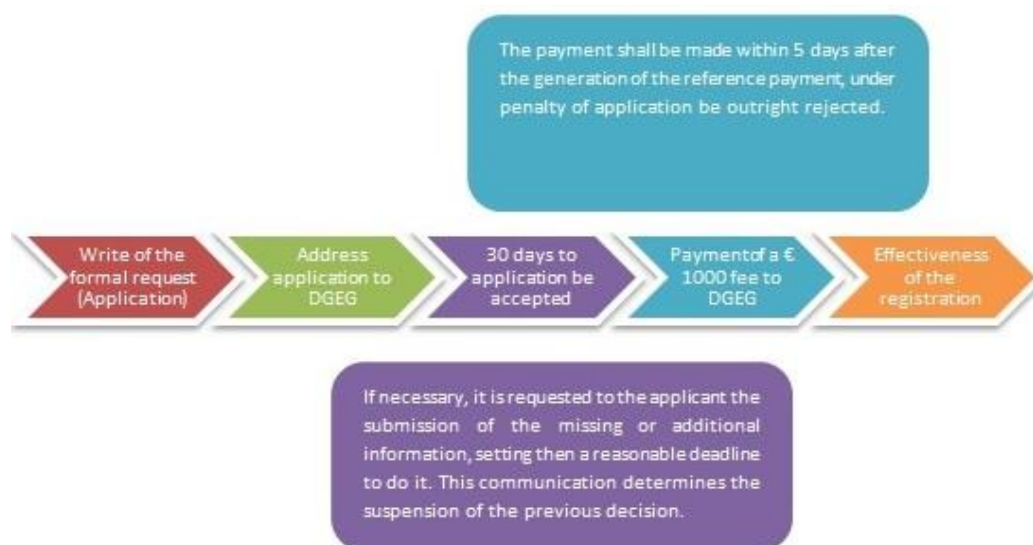 The payment shall be made within 5 days after
the generation of the reference payment, under
penalty of application be outright rejected.
Write of the
formal request
(Application)
Address
application to
DGEG
30 days to
application be
accepted
Payment of a €
1000 fee to
DGEG
Effectiveness
of the
registration
If necessary, it is requested to the applicant the
submission of the missing or additional
information, setting then a reasonable deadline
to do it. This communication determines the
suspension of the previous decision.